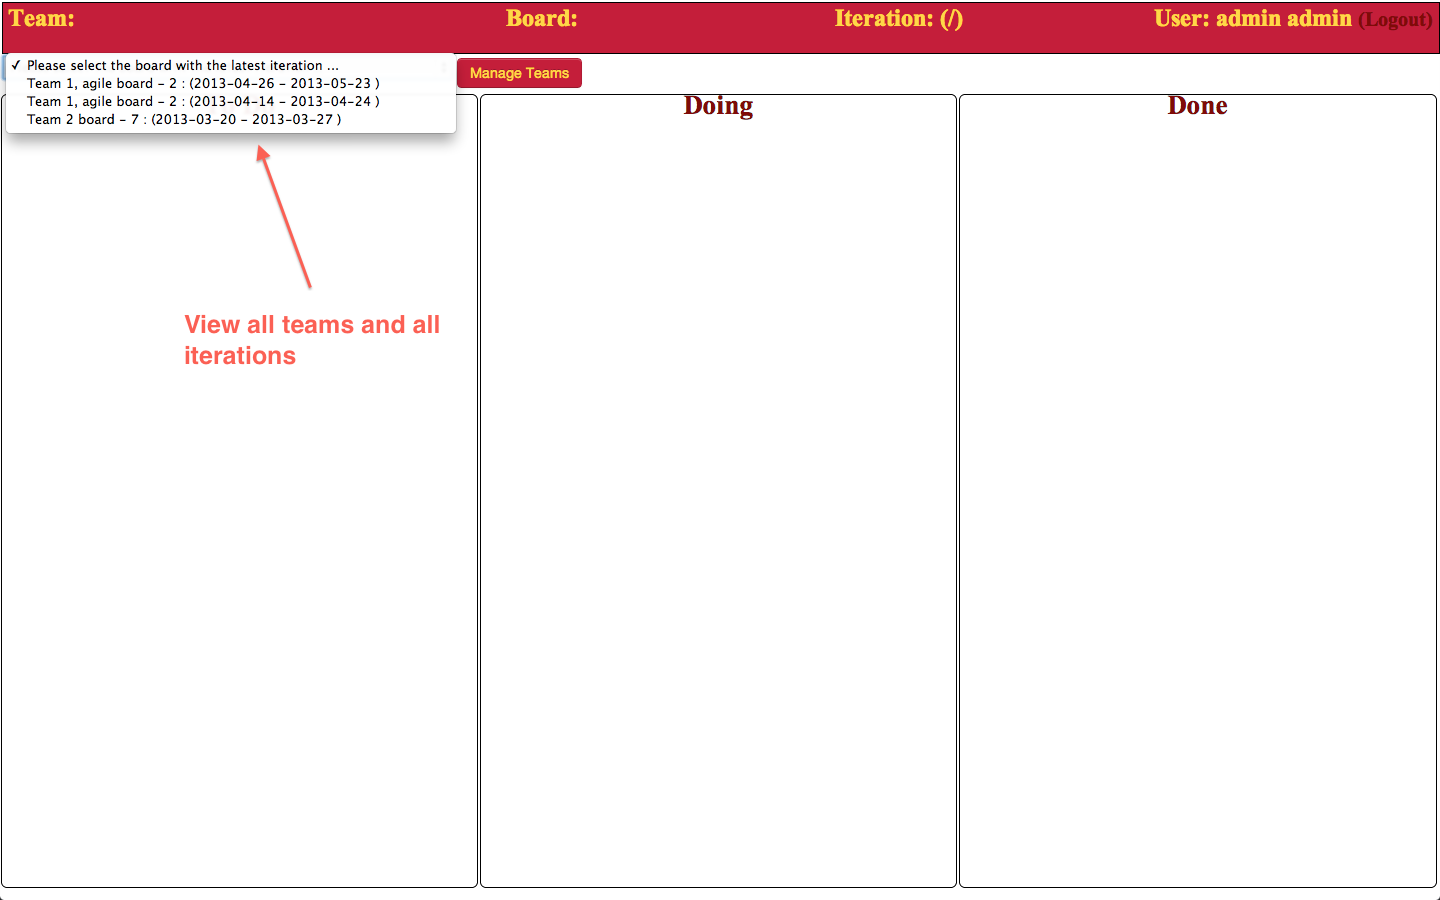 Team: Board: Iteration: (/) User: admin admin (Logout)
✓ Please select the board with the latest iteration ...
Team 1, agile board - 2 : (2013-04-26 - 2013-05-23 )
Team 1, agile board - 2 : (2013-04-14 - 2013-04-24 )
Team 2 board - 7 : (2013-03-20 - 2013-03-27 )
Manage Teams
Doing
Done
View all teams and all
iterations